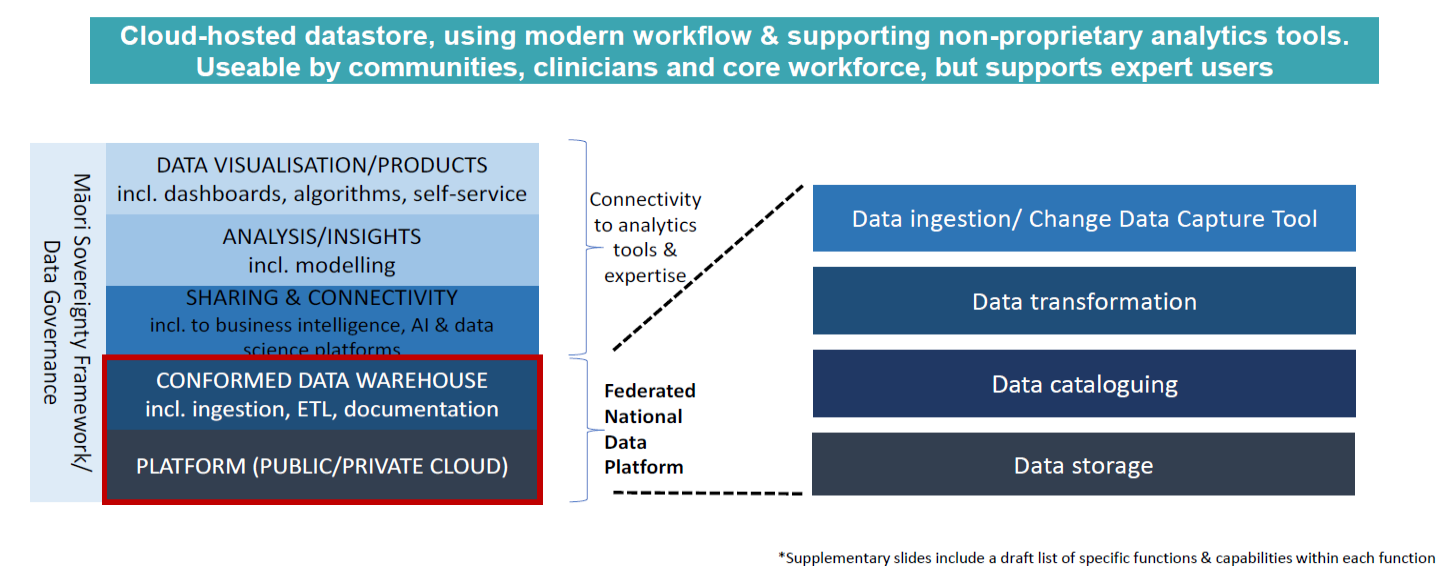 Cloud-hosted datastore, using modern workflow & supporting non-proprietary analytics tools.
Useable by communities, clinicians and core workforce, but supports expert users
Māori Sovereignty Framework/
Data Governance
DATA VISUALISATION/PRODUCTS
incl. dashboards, algorithms, self-service
ANALYSIS/INSIGHTS
incl. modelling
SHARING & CONNECTIVITY
incl. to business intelligence, AI & data
science platforms
CONFORMED DATA WAREHOUSE
incl. ingestion, ETL, documentation
PLATFORM (PUBLIC/PRIVATE CLOUD)
Connectivity
to analytics
tools &
expertise
Federated
National
Data
Platform
Data ingestion/ Change Data Capture Tool
Data transformation
Data cataloguing
Data storage
*Supplementary slides include a draft list of specific functions & capabilities within each function